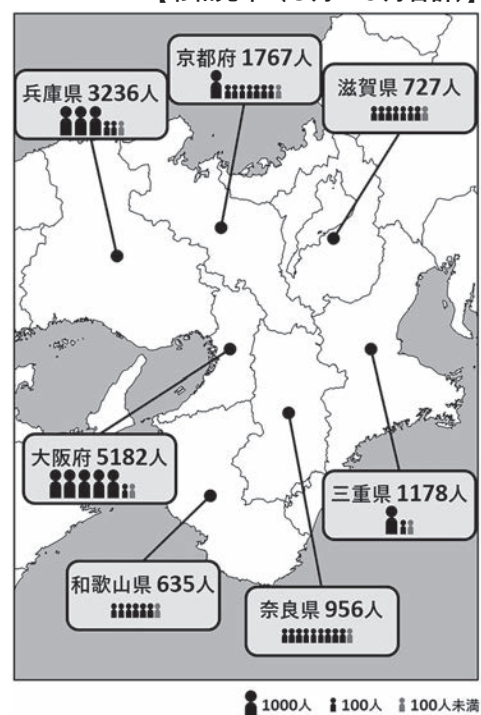 京都府 1767人
滋賀県 727人
兵庫県 3236人
大阪府 5182人
三重県 1178人
和歌山県 635人
奈良県 956人
1000人 100人 100人未満